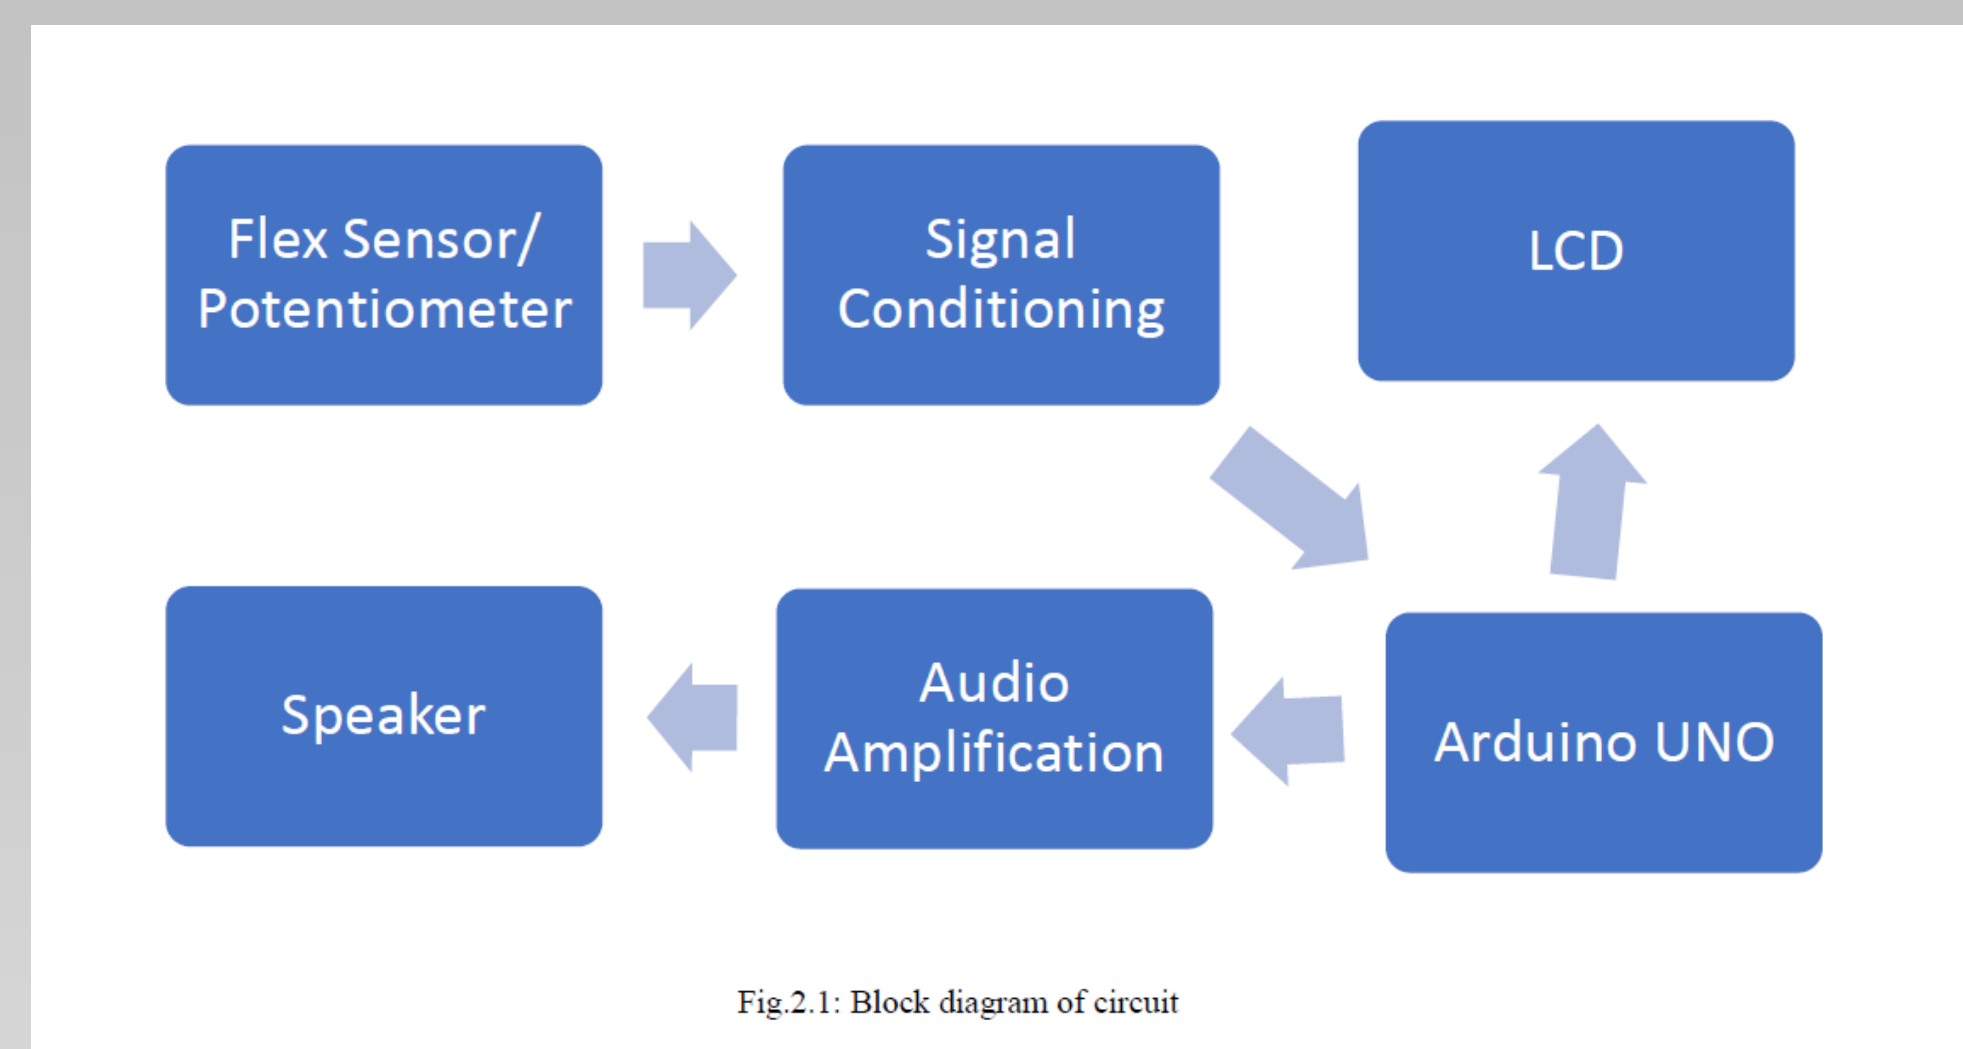 Flex Sensor/
Potentiometer
Signal
Conditioning
LCD
Speaker
Audio
Amplification
Arduino UNO
Fig.2.1: Block diagram of circuit